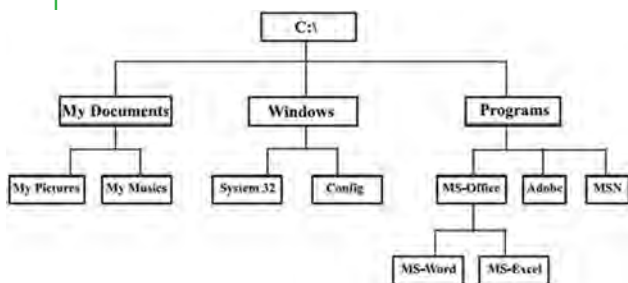 C:\
My Documents
Windows
Programs
My Pictures
My Musics
System 32
Config
MS-Office
Adobe
MSN
MS-Word
MS-Excel